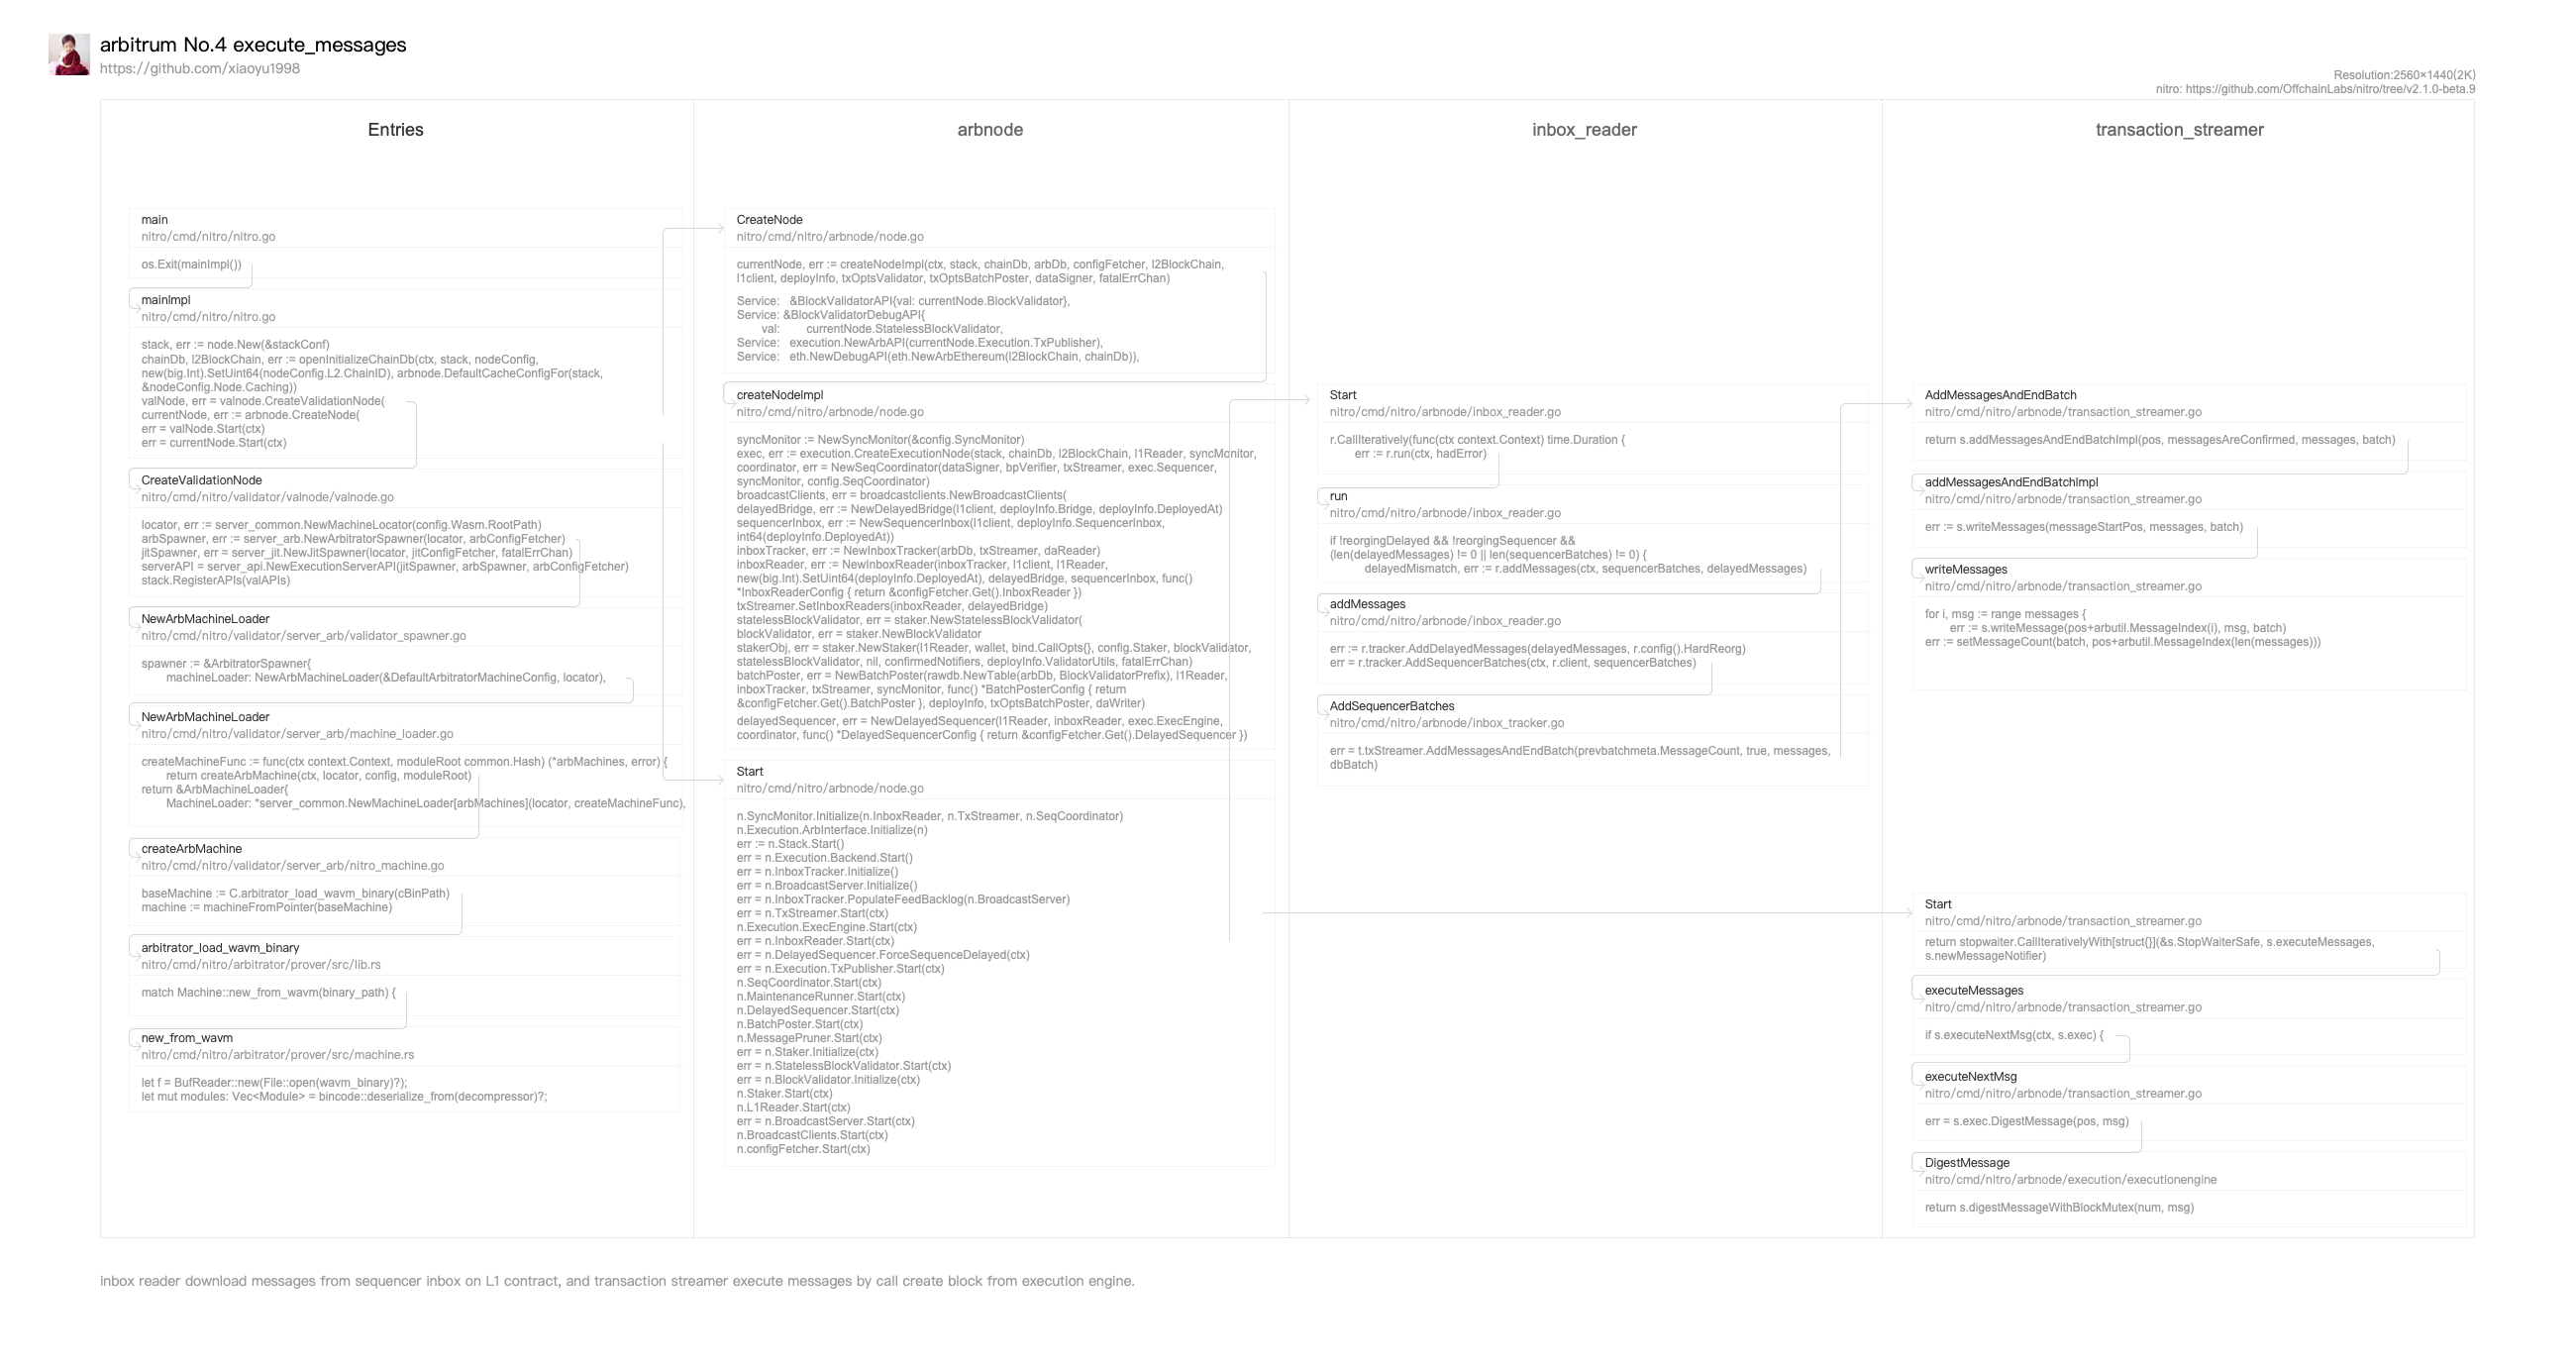 arbitrum No.4 execute_messages
https://github.com/xiaoyu1998
Resolution:2560×1440(2K)
nitro: https://github.com/OffchainLabs/nitro/tree/v2.1.0-beta.9
Entries
main
nitro/cmd/nitro/nitro.go
os.Exit(mainImpl())
mainImpl
nitro/cmd/nitro/nitro.go
stack, err := node.New(&stackConf)
chainDb, l2BlockChain, err := openInitializeChainDb(ctx, stack, nodeConfig,
new(big.Int).SetUint64(nodeConfig.L2.ChainID), arbnode.DefaultCacheConfigFor(stack,
&nodeConfig.Node.Caching))
valNode, err = valnode.CreateValidationNode(
currentNode, err := arbnode.CreateNode(
err = valNode.Start(ctx)
err = currentNode.Start(ctx)
CreateValidationNode
nitro/cmd/nitro/validator/valnode/valnode.go
locator, err := server_common.NewMachineLocator(config.Wasm.RootPath)
arbSpawner, err := server_arb.NewArbitratorSpawner(locator, arbConfigFetcher)
jitSpawner, err = server_jit.NewJitSpawner(locator, jitConfigFetcher, fatalErrChan)
serverAPI = server_api.NewExecutionServerAPI(jitSpawner, arbSpawner, arbConfigFetcher)
stack.RegisterAPIs(valAPIs)
NewArbMachineLoader
nitro/cmd/nitro/validator/server_arb/validator_spawner.go
spawner := &ArbitratorSpawner{
machineLoader: NewArbMachineLoader(&DefaultArbitratorMachineConfig, locator),
NewArbMachineLoader
nitro/cmd/nitro/validator/server_arb/machine_loader.go
createMachineFunc := func(ctx context.Context, moduleRoot common.Hash) (*arbMachines, error) {
return createArbMachine(ctx, locator, config, moduleRoot)
return &ArbMachineLoader{
MachineLoader: *server_common.NewMachineLoader[arbMachines](locator, createMachineFunc),
createArbMachine
nitro/cmd/nitro/validator/server_arb/nitro_machine.go
baseMachine := C.arbitrator_load_wavm_binary(cBinPath)
machine := machineFromPointer(baseMachine)
arbitrator_load_wavm_binary
nitro/cmd/nitro/arbitrator/prover/src/lib.rs
match Machine::new_from_wavm(binary_path) {
new_from_wavm
nitro/cmd/nitro/arbitrator/prover/src/machine.rs
let f = BufReader::new(File::open(wavm_binary)?);
let mut modules: Vec<Module> = bincode::deserialize_from(decompressor)?;
arbnode
CreateNode
nitro/cmd/nitro/arbnode/node.go
currentNode, err := createNodeImpl(ctx, stack, chainDb, arbDb, configFetcher, l2BlockChain,
l1client, deployInfo, txOptsValidator, txOptsBatchPoster, dataSigner, fatalErrChan)
Service: &BlockValidatorAPI{val: currentNode.BlockValidator},
Service: &BlockValidatorDebugAPI{
val: currentNode.StatelessBlockValidator,
Service: execution.NewArbAPI(currentNode.Execution.TxPublisher),
Service: eth.NewDebugAPI(eth.NewArbEthereum(l2BlockChain, chainDb)),
createNodeImpl
nitro/cmd/nitro/arbnode/node.go
syncMonitor := NewSyncMonitor(&config.SyncMonitor)
exec, err := execution.CreateExecutionNode(stack, chainDb, l2BlockChain, l1Reader, syncMonitor,
coordinator, err = NewSeqCoordinator(dataSigner, bpVerifier, txStreamer, exec.Sequencer,
syncMonitor, config.SeqCoordinator)
broadcastClients, err = broadcastclients.NewBroadcastClients(
delayedBridge, err := NewDelayedBridge(l1client, deployInfo.Bridge, deployInfo.DeployedAt)
sequencerInbox, err := NewSequencerInbox(l1client, deployInfo.SequencerInbox,
int64(deployInfo.DeployedAt))
inboxTracker, err := NewInboxTracker(arbDb, txStreamer, daReader)
inboxReader, err := NewInboxReader(inboxTracker, l1client, l1Reader,
new(big.Int).SetUint64(deployInfo.DeployedAt), delayedBridge, sequencerInbox, func()
*InboxReaderConfig { return &configFetcher.Get().InboxReader })
txStreamer.SetInboxReaders(inboxReader, delayedBridge)
statelessBlockValidator, err = staker.NewStatelessBlockValidator(
blockValidator, err = staker.NewBlockValidator
stakerObj, err = staker.NewStaker(l1Reader, wallet, bind.CallOpts{}, config.Staker, blockValidator,
statelessBlockValidator, nil, confirmedNotifiers, deployInfo.ValidatorUtils, fatalErrChan)
batchPoster, err = NewBatchPoster(rawdb.NewTable(arbDb, BlockValidatorPrefix), l1Reader,
inboxTracker, txStreamer, syncMonitor, func() *BatchPosterConfig { return
&configFetcher.Get().BatchPoster }, deployInfo, txOptsBatchPoster, daWriter)
delayedSequencer, err = NewDelayedSequencer(l1Reader, inboxReader, exec.ExecEngine,
coordinator, func() *DelayedSequencerConfig { return &configFetcher.Get().DelayedSequencer })
Start
nitro/cmd/nitro/arbnode/node.go
n.SyncMonitor.Initialize(n.InboxReader, n.TxStreamer, n.SeqCoordinator)
n.Execution.ArbInterface.Initialize(n)
err := n.Stack.Start()
err = n.Execution.Backend.Start()
err = n.InboxTracker.Initialize()
err = n.BroadcastServer.Initialize()
err = n.InboxTracker.PopulateFeedBacklog(n.BroadcastServer)
err = n.TxStreamer.Start(ctx)
n.Execution.ExecEngine.Start(ctx)
err = n.InboxReader.Start(ctx)
err = n.DelayedSequencer.ForceSequenceDelayed(ctx)
err = n.Execution.TxPublisher.Start(ctx)
n.SeqCoordinator.Start(ctx)
n.MaintenanceRunner.Start(ctx)
n.DelayedSequencer.Start(ctx)
n.BatchPoster.Start(ctx)
n.MessagePruner.Start(ctx)
err = n.Staker.Initialize(ctx)
err = n.StatelessBlockValidator.Start(ctx)
err = n.BlockValidator.Initialize(ctx)
n.Staker.Start(ctx)
n.L1Reader.Start(ctx)
err = n.BroadcastServer.Start(ctx)
n.BroadcastClients.Start(ctx)
n.configFetcher.Start(ctx)
inbox_reader
Start
nitro/cmd/nitro/arbnode/inbox_reader.go
r.CallIteratively(func(ctx context.Context) time.Duration {
err := r.run(ctx, hadError)
run
nitro/cmd/nitro/arbnode/inbox_reader.go
if !reorgingDelayed && !reorgingSequencer &&
(len(delayedMessages) != 0 || len(sequencerBatches) != 0) {
delayedMismatch, err := r.addMessages(ctx, sequencerBatches, delayedMessages)
addMessages
nitro/cmd/nitro/arbnode/inbox_reader.go
err := r.tracker.AddDelayedMessages(delayedMessages, r.config().HardReorg)
err = r.tracker.AddSequencerBatches(ctx, r.client, sequencerBatches)
AddSequencerBatches
nitro/cmd/nitro/arbnode/inbox_tracker.go
err = t.txStreamer.AddMessagesAndEndBatch(prevbatchmeta.MessageCount, true, messages,
dbBatch)
transaction_streamer
AddMessagesAndEndBatch
nitro/cmd/nitro/arbnode/transaction_streamer.go
return s.addMessagesAndEndBatchImpl(pos, messagesAreConfirmed, messages, batch)
addMessagesAndEndBatchImpl
nitro/cmd/nitro/arbnode/transaction_streamer.go
err := s.writeMessages(messageStartPos, messages, batch)
writeMessages
nitro/cmd/nitro/arbnode/transaction_streamer.go
for i, msg := range messages {
err := s.writeMessage(pos+arbutil.MessageIndex(i), msg, batch)
err := setMessageCount(batch, pos+arbutil.MessageIndex(len(messages)))
Start
nitro/cmd/nitro/arbnode/transaction_streamer.go
return stopwaiter.CallIterativelyWith[struct{}](&s.StopWaiterSafe, s.executeMessages,
s.newMessageNotifier)
executeMessages
nitro/cmd/nitro/arbnode/transaction_streamer.go
if s.executeNextMsg(ctx, s.exec) {
executeNextMsg
nitro/cmd/nitro/arbnode/transaction_streamer.go
err = s.exec.DigestMessage(pos, msg)
DigestMessage
nitro/cmd/nitro/arbnode/execution/executionengine
return s.digestMessageWithBlockMutex(num, msg)
inbox reader download messages from sequencer inbox on L1 contract, and transaction streamer execute messages by call create block from execution engine.